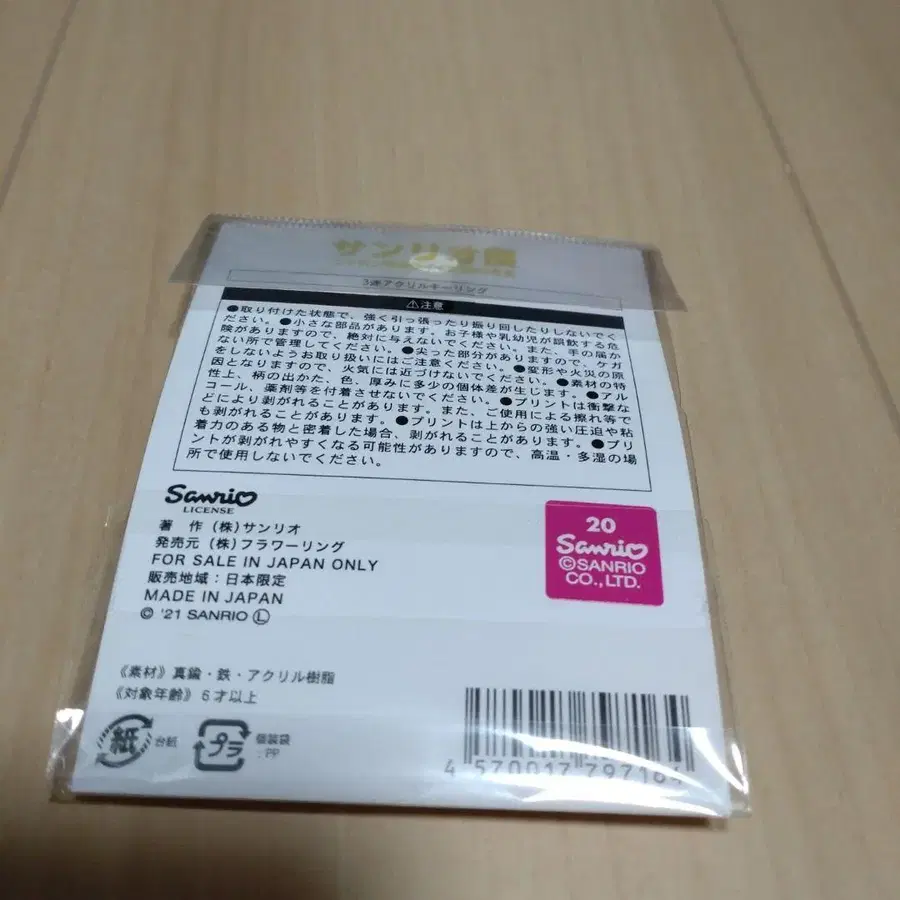 サンリオ展
3連アクリルキーリング
⚠注意
●取り付けた状態で、強く引っ張ったり振り回したりしないでく
ださい。●小さな部品があります。お子様や乳幼児が誤飲する危
険がありますので、絶対に与えないでください。また、手の届か
ない所で管理してください。●尖った部分がありますので、ケガ
をしないようお取り扱いにはご注意ください。●変形や火災の原
因となりますので、火気には近づけないでください。●素材の特
性上、柄の出かた、色、厚みに多少の個体差が生じます。●アル
コール、薬剤等を付着させないでください。●プリントは衝撃な
どにより剥がれることがあります。また、ご使用による擦れ等で
も剥がれることがあります。●プリントは上からの強い圧迫や粘
着力のある物と密着した場合、剥がれることがあります。●プリ
ントが剥がれやすくなる可能性がありますので、高温・多湿の場
所で使用しないでください。
Sanrio
LICENSE
著 作(株)サンリオ
発売元(株)フラワーリング
FOR SALE IN JAPAN ONLY
販売地域:日本限定
MADE IN JAPAN
© '21 SANRIO Ⓛ
20
Sanrio
©SANRIO
CO.,LTD.
《素材》真鍮・鉄・アクリル樹脂
《対象年齢》6才以上
紙 台紙
プラ 個装袋
:PP
4 570017 797164